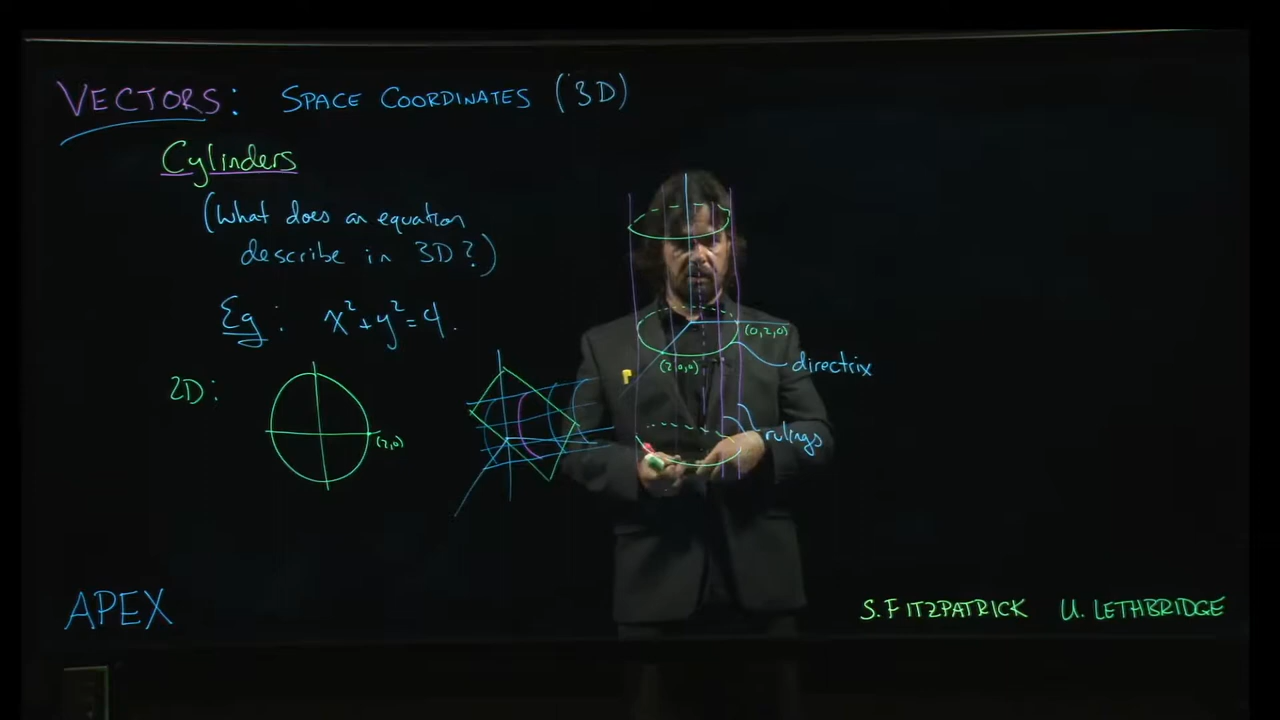 VECTORS: SPACE COORDINATES (3D)
Cylinders
(What does an equation
describe in 3D?)
Eg: x²+y²=4.
2D:
(2,0)
(0,2,0)
(2,0,0)
directrix
rulings
APEX
S. FITZPATRICK U. LETHBRIDGE